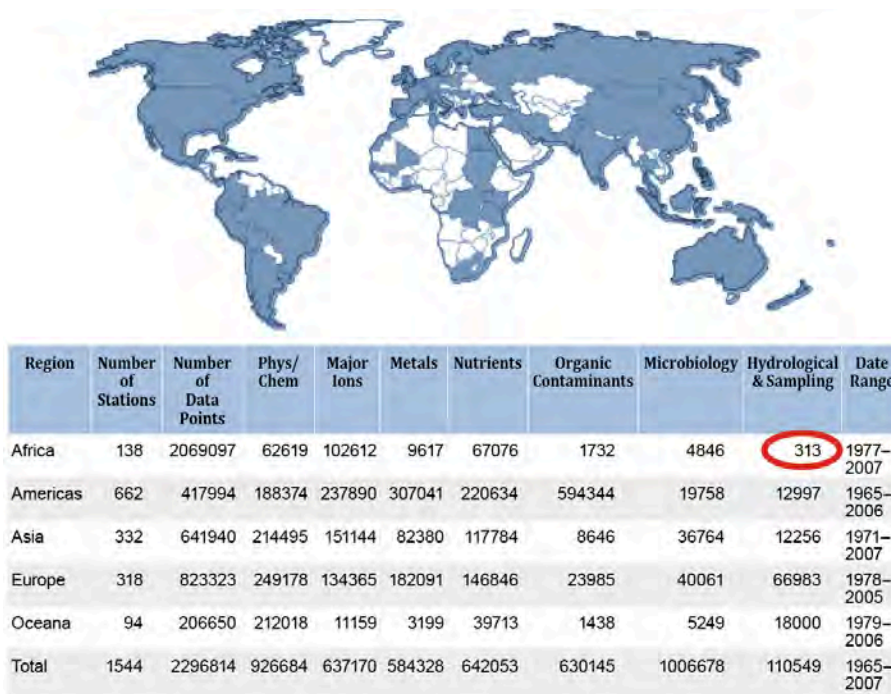 Region Number of Stations Number of Data Points Phys/ Chem Major Ions Metals Nutrients Organic Contaminants Microbiology Hydrological & Sampling Date Range
Africa 138 2069097 62619 102612 9617 67076 1732 4846 313 1977–2007
Americas 662 417994 188374 237890 307041 220634 594344 19758 12997 1965–2006
Asia 332 641940 214495 151144 82380 117784 8646 36764 12256 1971–2007
Europe 318 823323 249178 134365 182091 146846 23985 40061 66983 1978–2005
Oceana 94 206650 212018 11159 3199 39713 1438 5249 18000 1979–2006
Total 1544 2296814 926684 637170 584328 642053 630145 1006678 110549 1965–2007